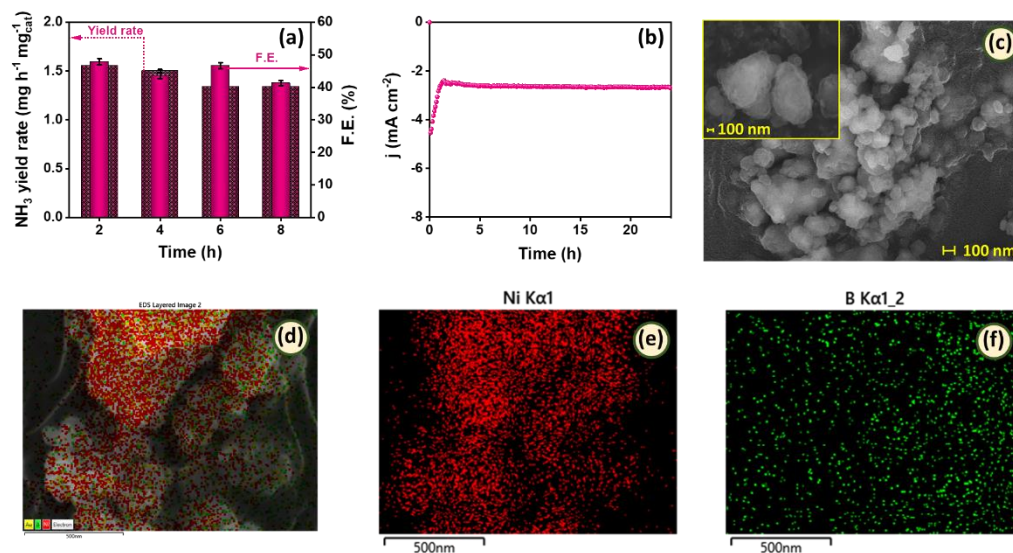 2.0
1.5
1.0
0.5
0.0
NH₃ yield rate (mg h⁻¹ mg⁻¹cat)
Yield rate
(a)
F.E.
60
50
40
30
20
10
0
F.E. (%)
2 4 6 8
Time (h)
0
-2
-4
-6
-8
j (mA cm⁻²)
(b)
0 5 10 15 20
Time (h)
(c)
100 nm
100 nm
EDS Layered Image 2
(d)
Electron
500nm
Ni Kα1
(e)
500nm
B Kα1_2
(f)
500nm